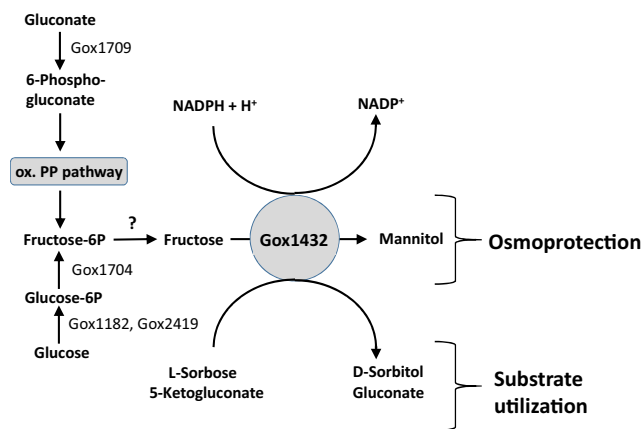 Gluconate
Gox1709
6-Phospho-
gluconate
NADPH + H⁺
NADP⁺
ox. PP pathway
?
Fructose-6P
Fructose
Gox1432
Mannitol
Osmoprotection
Gox1704
Glucose-6P
Gox1182, Gox2419
Glucose
L-Sorbose
5-Ketogluconate
D-Sorbitol
Gluconate
Substrate
utilization